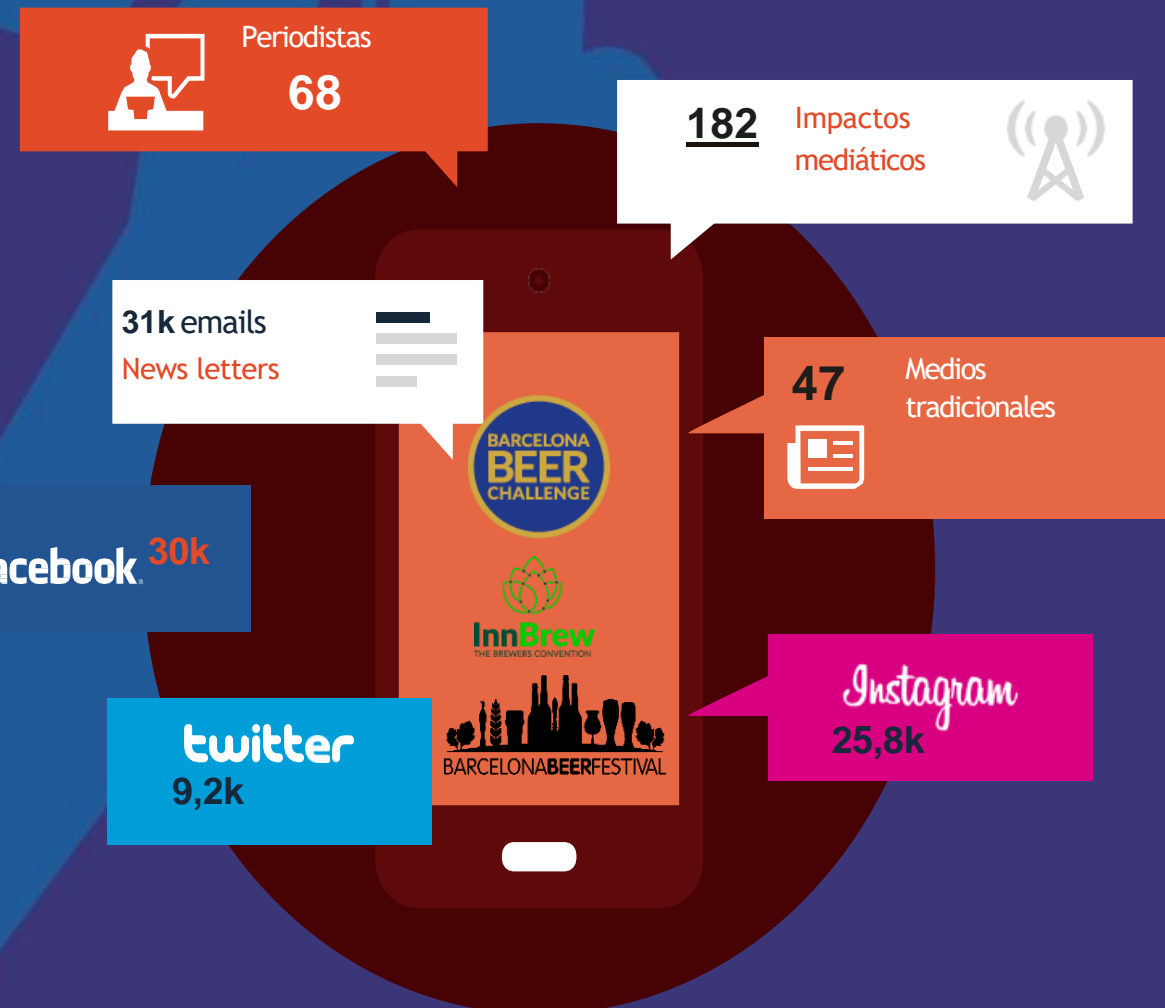 Periodistas
68
182 Impactos
mediáticos
31k emails
News letters
47 Medios
tradicionales
BARCELONA
BEER
CHALLENGE
acebook 30k
InnBrew
THE BREWERS CONVENTION
Instagram
25,8k
twitter
9,2k
BARCELONABEERFESTIVAL